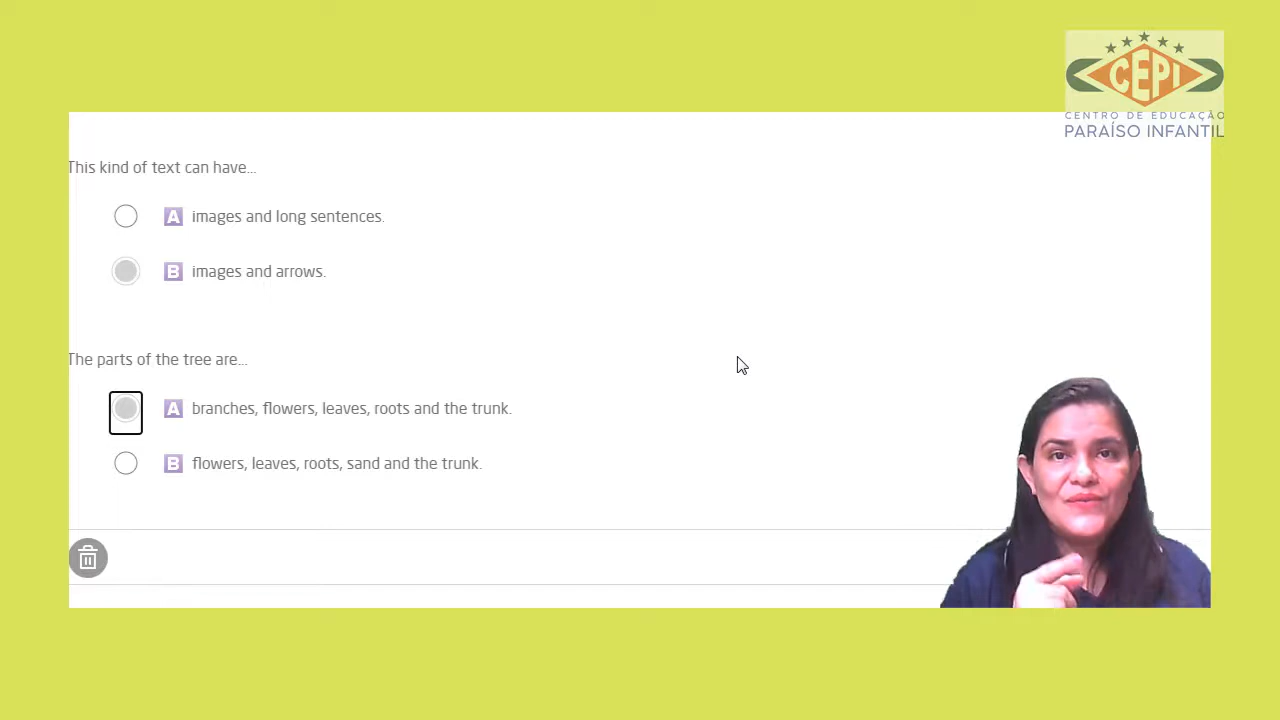 CEPI
CENTRO DE EDUCAÇÃO
PARAÍSO INFANTIL
This kind of text can have...
A images and long sentences.
B images and arrows.
The parts of the tree are...
A branches, flowers, leaves, roots and the trunk.
B flowers, leaves, roots, sand and the trunk.